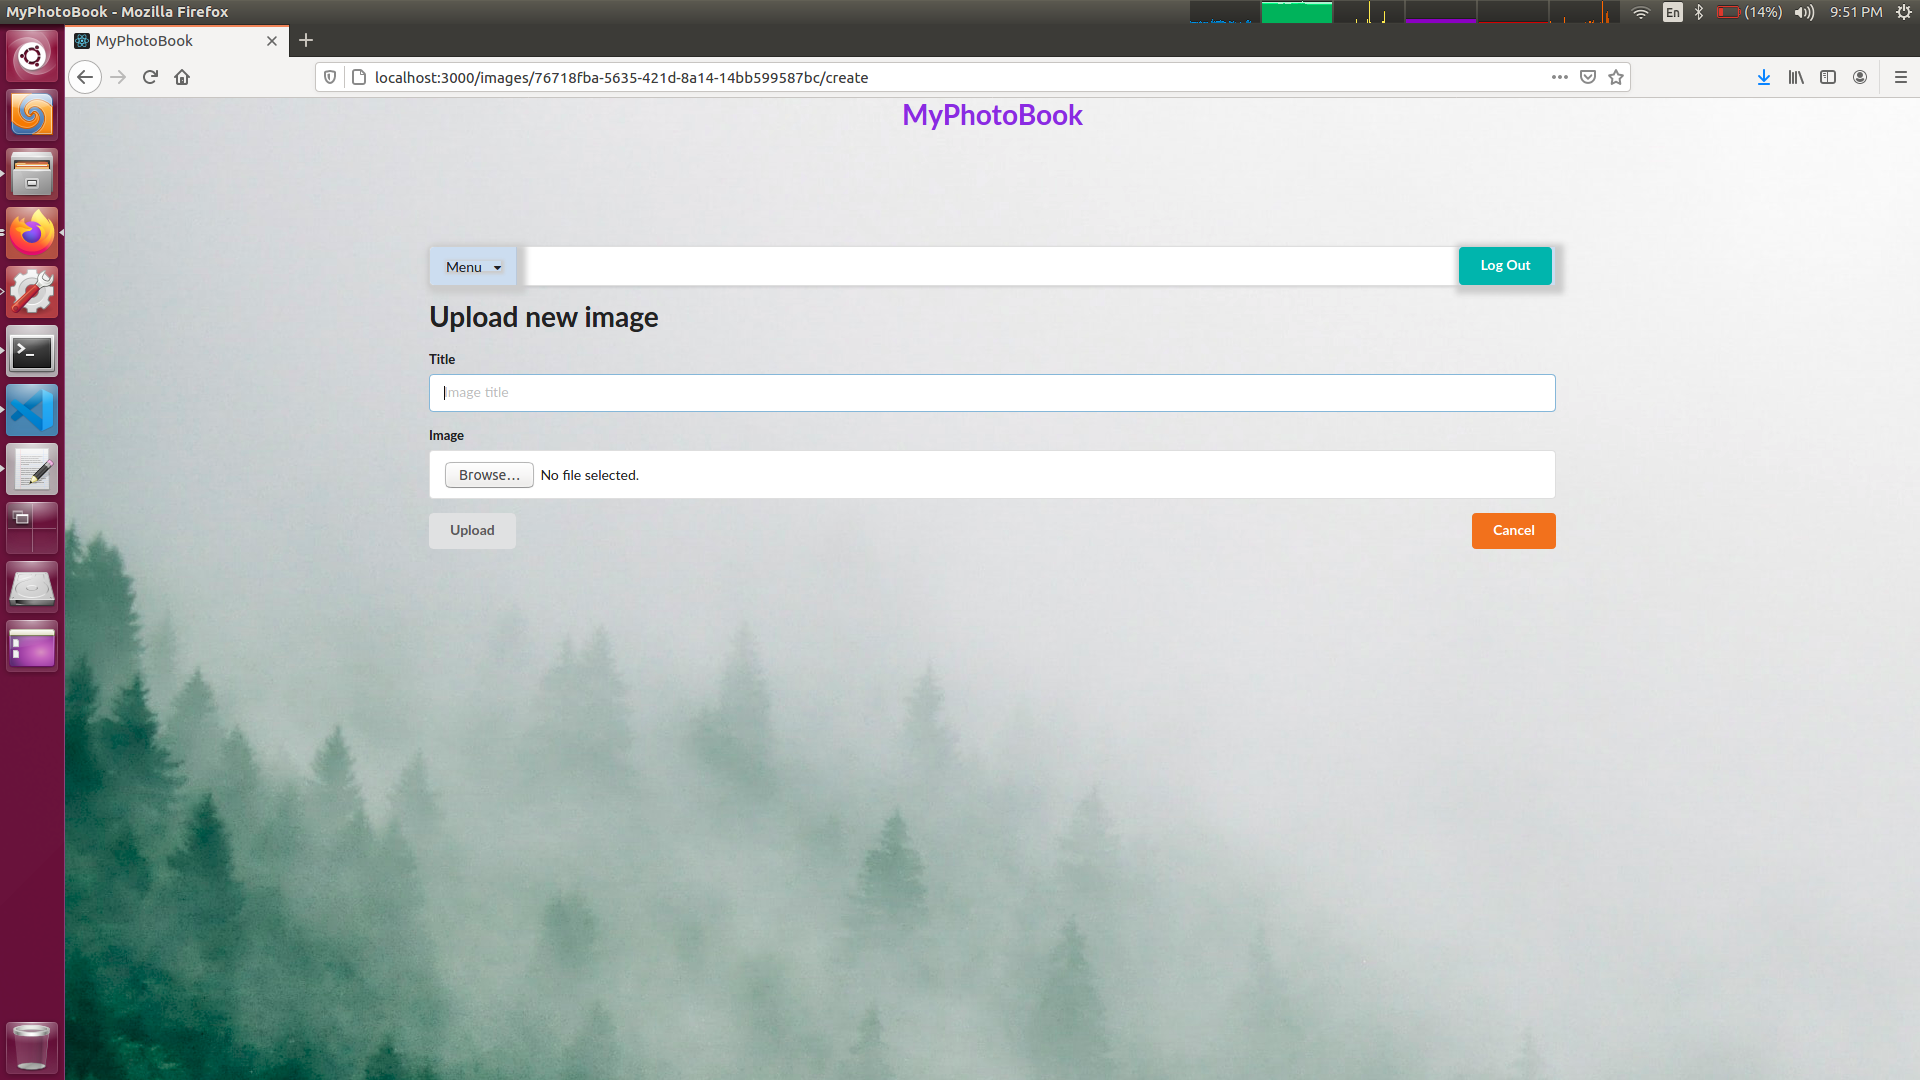 MyPhotoBook - Mozilla Firefox
En
(14%)
9:51 PM
MyPhotoBook
localhost:3000/images/76718fba-5635-421d-8a14-14bb599587bc/create
MyPhotoBook
Menu
Log Out
Upload new image
Title
Image title
Image
Browse...
No file selected.
Upload
Cancel